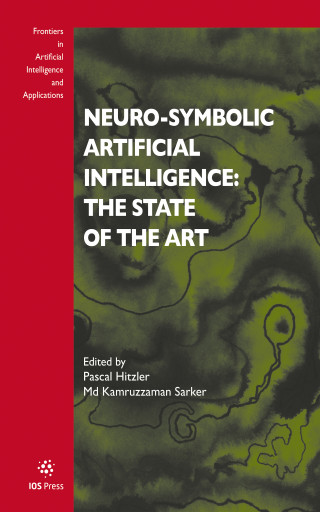 Frontiers
in
Artificial
Intelligence
and
Applications
NEURO-SYMBOLIC
ARTIFICIAL
INTELLIGENCE:
THE STATE
OF THE ART
Edited by
Pascal Hitzler
Md Kamruzzaman Sarker
IOS Press